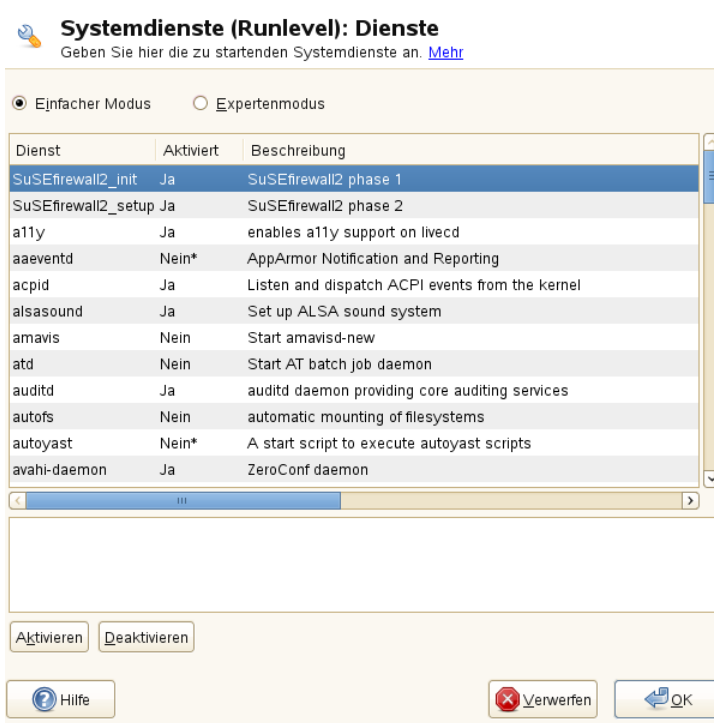 Systemdienste (Runlevel): Dienste
Geben Sie hier die zu startenden Systemdienste an. Mehr
Einfacher Modus Expertenmodus
Dienst Aktiviert Beschreibung
SuSEfirewall2_init Ja SuSEfirewall2 phase 1
SuSEfirewall2_setup Ja SuSEfirewall2 phase 2
a11y Ja enables a11y support on livecd
aaeventd Nein* AppArmor Notification and Reporting
acpid Ja Listen and dispatch ACPI events from the kernel
alsasound Ja Set up ALSA sound system
amavis Nein Start amavisd-new
atd Nein Start AT batch job daemon
auditd Ja auditd daemon providing core auditing services
autofs Nein automatic mounting of filesystems
autoyast Nein* A start script to execute autoyast scripts
avahi-daemon Ja ZeroConf daemon
Aktivieren Deaktivieren
Hilfe Verwerfen OK